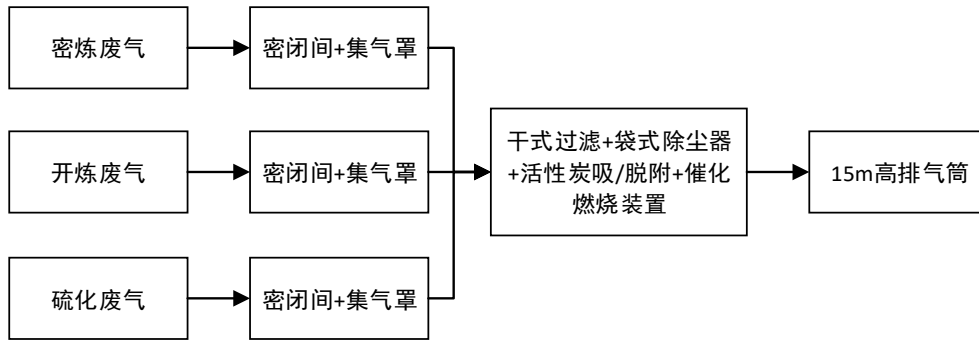 密炼废气
密闭间+集气罩
开炼废气
密闭间+集气罩
干式过滤+袋式除尘器
+活性炭吸/脱附+催化
燃烧装置
15m高排气筒
硫化废气
密闭间+集气罩